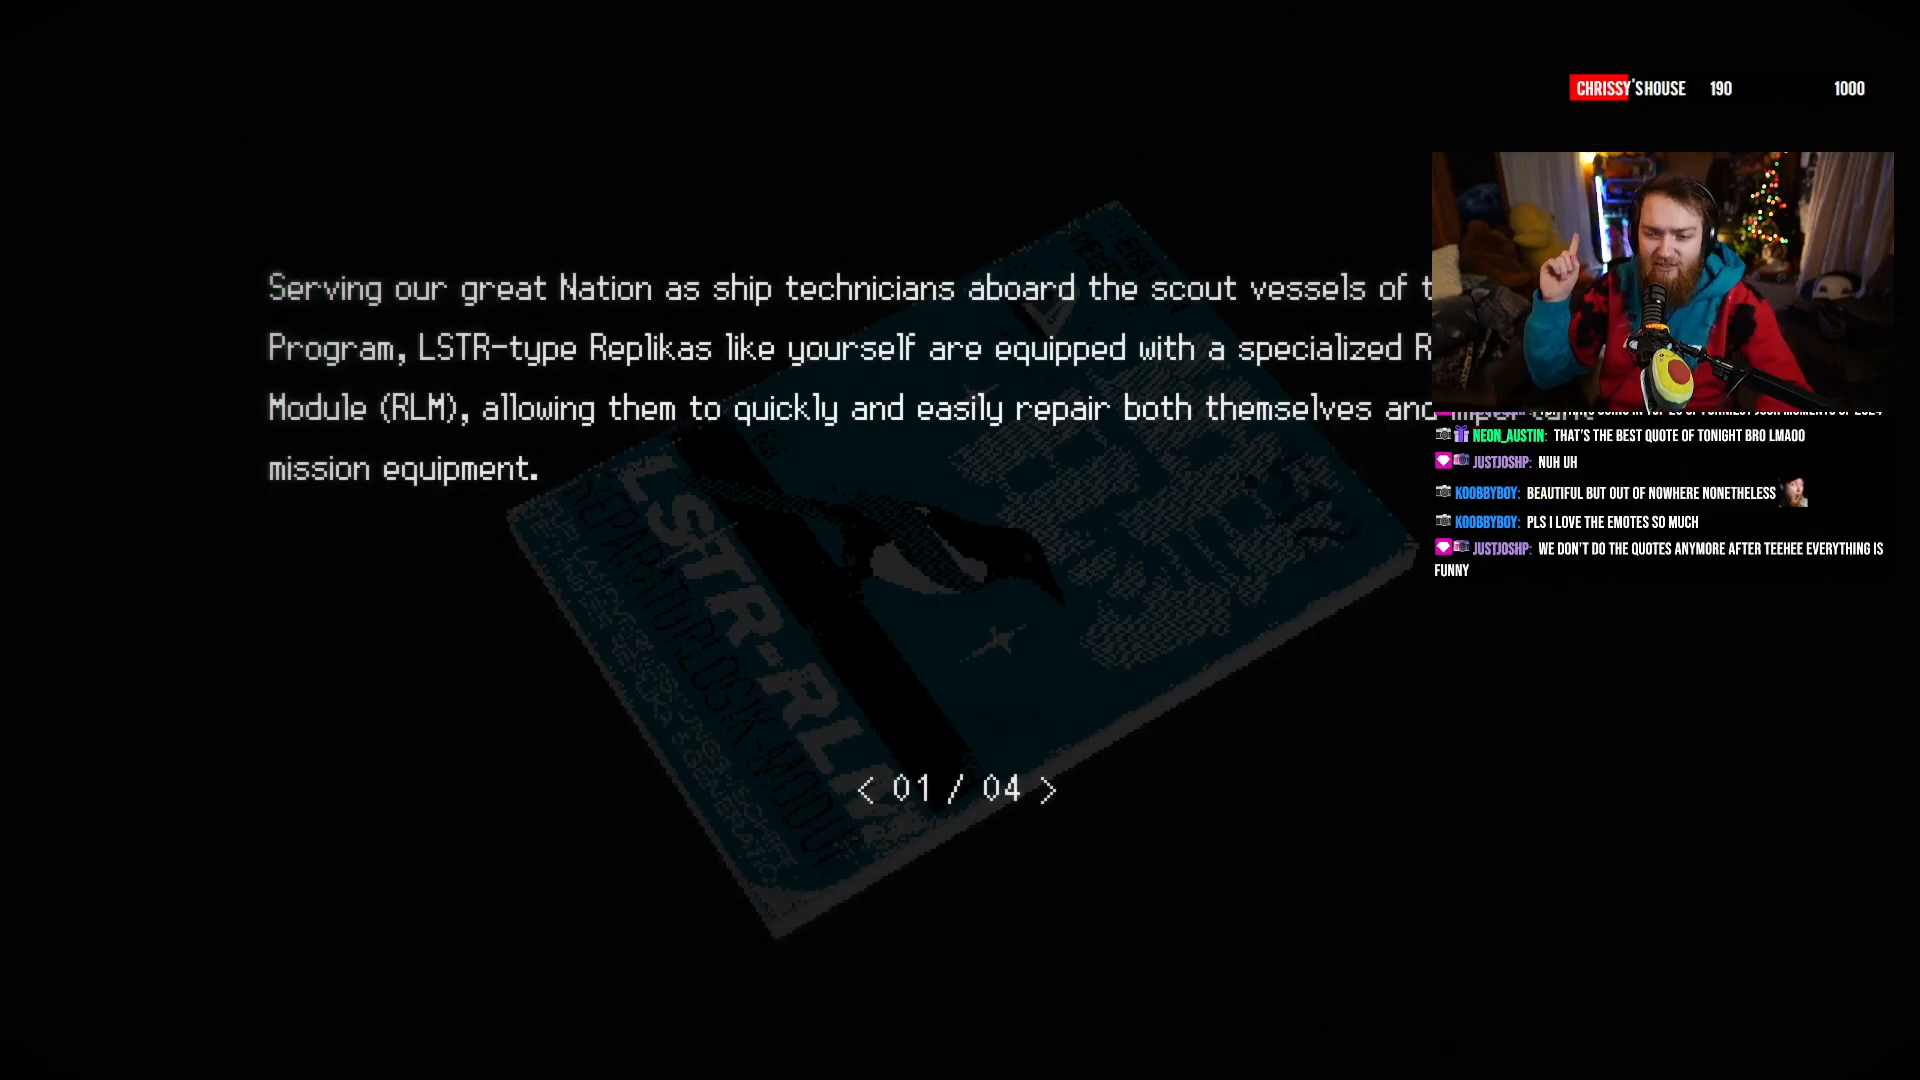 CHRISSY'S HOUSE 190 1000
Serving our great Nation as ship technicians aboard the scout vessels of t
Program, LSTR-type Replikas like yourself are equipped with a specialized R
Module (RLM), allowing them to quickly and easily repair both themselves and
mission equipment.
NEON_AUSTIN: THAT'S THE BEST QUOTE OF TONIGHT BRO LMAOO
JUSTJOSHP: NUH UH
KOOBBYBOY: BEAUTIFUL BUT OUT OF NOWHERE NONETHELESS
KOOBBYBOY: PLS I LOVE THE EMOTES SO MUCH
JUSTJOSHP: WE DON'T DO THE QUOTES ANYMORE AFTER TEEHEE EVERYTHING IS
FUNNY
LSTR-RLM
REPARATURLOGIK-MODUL
< 01 / 04 >